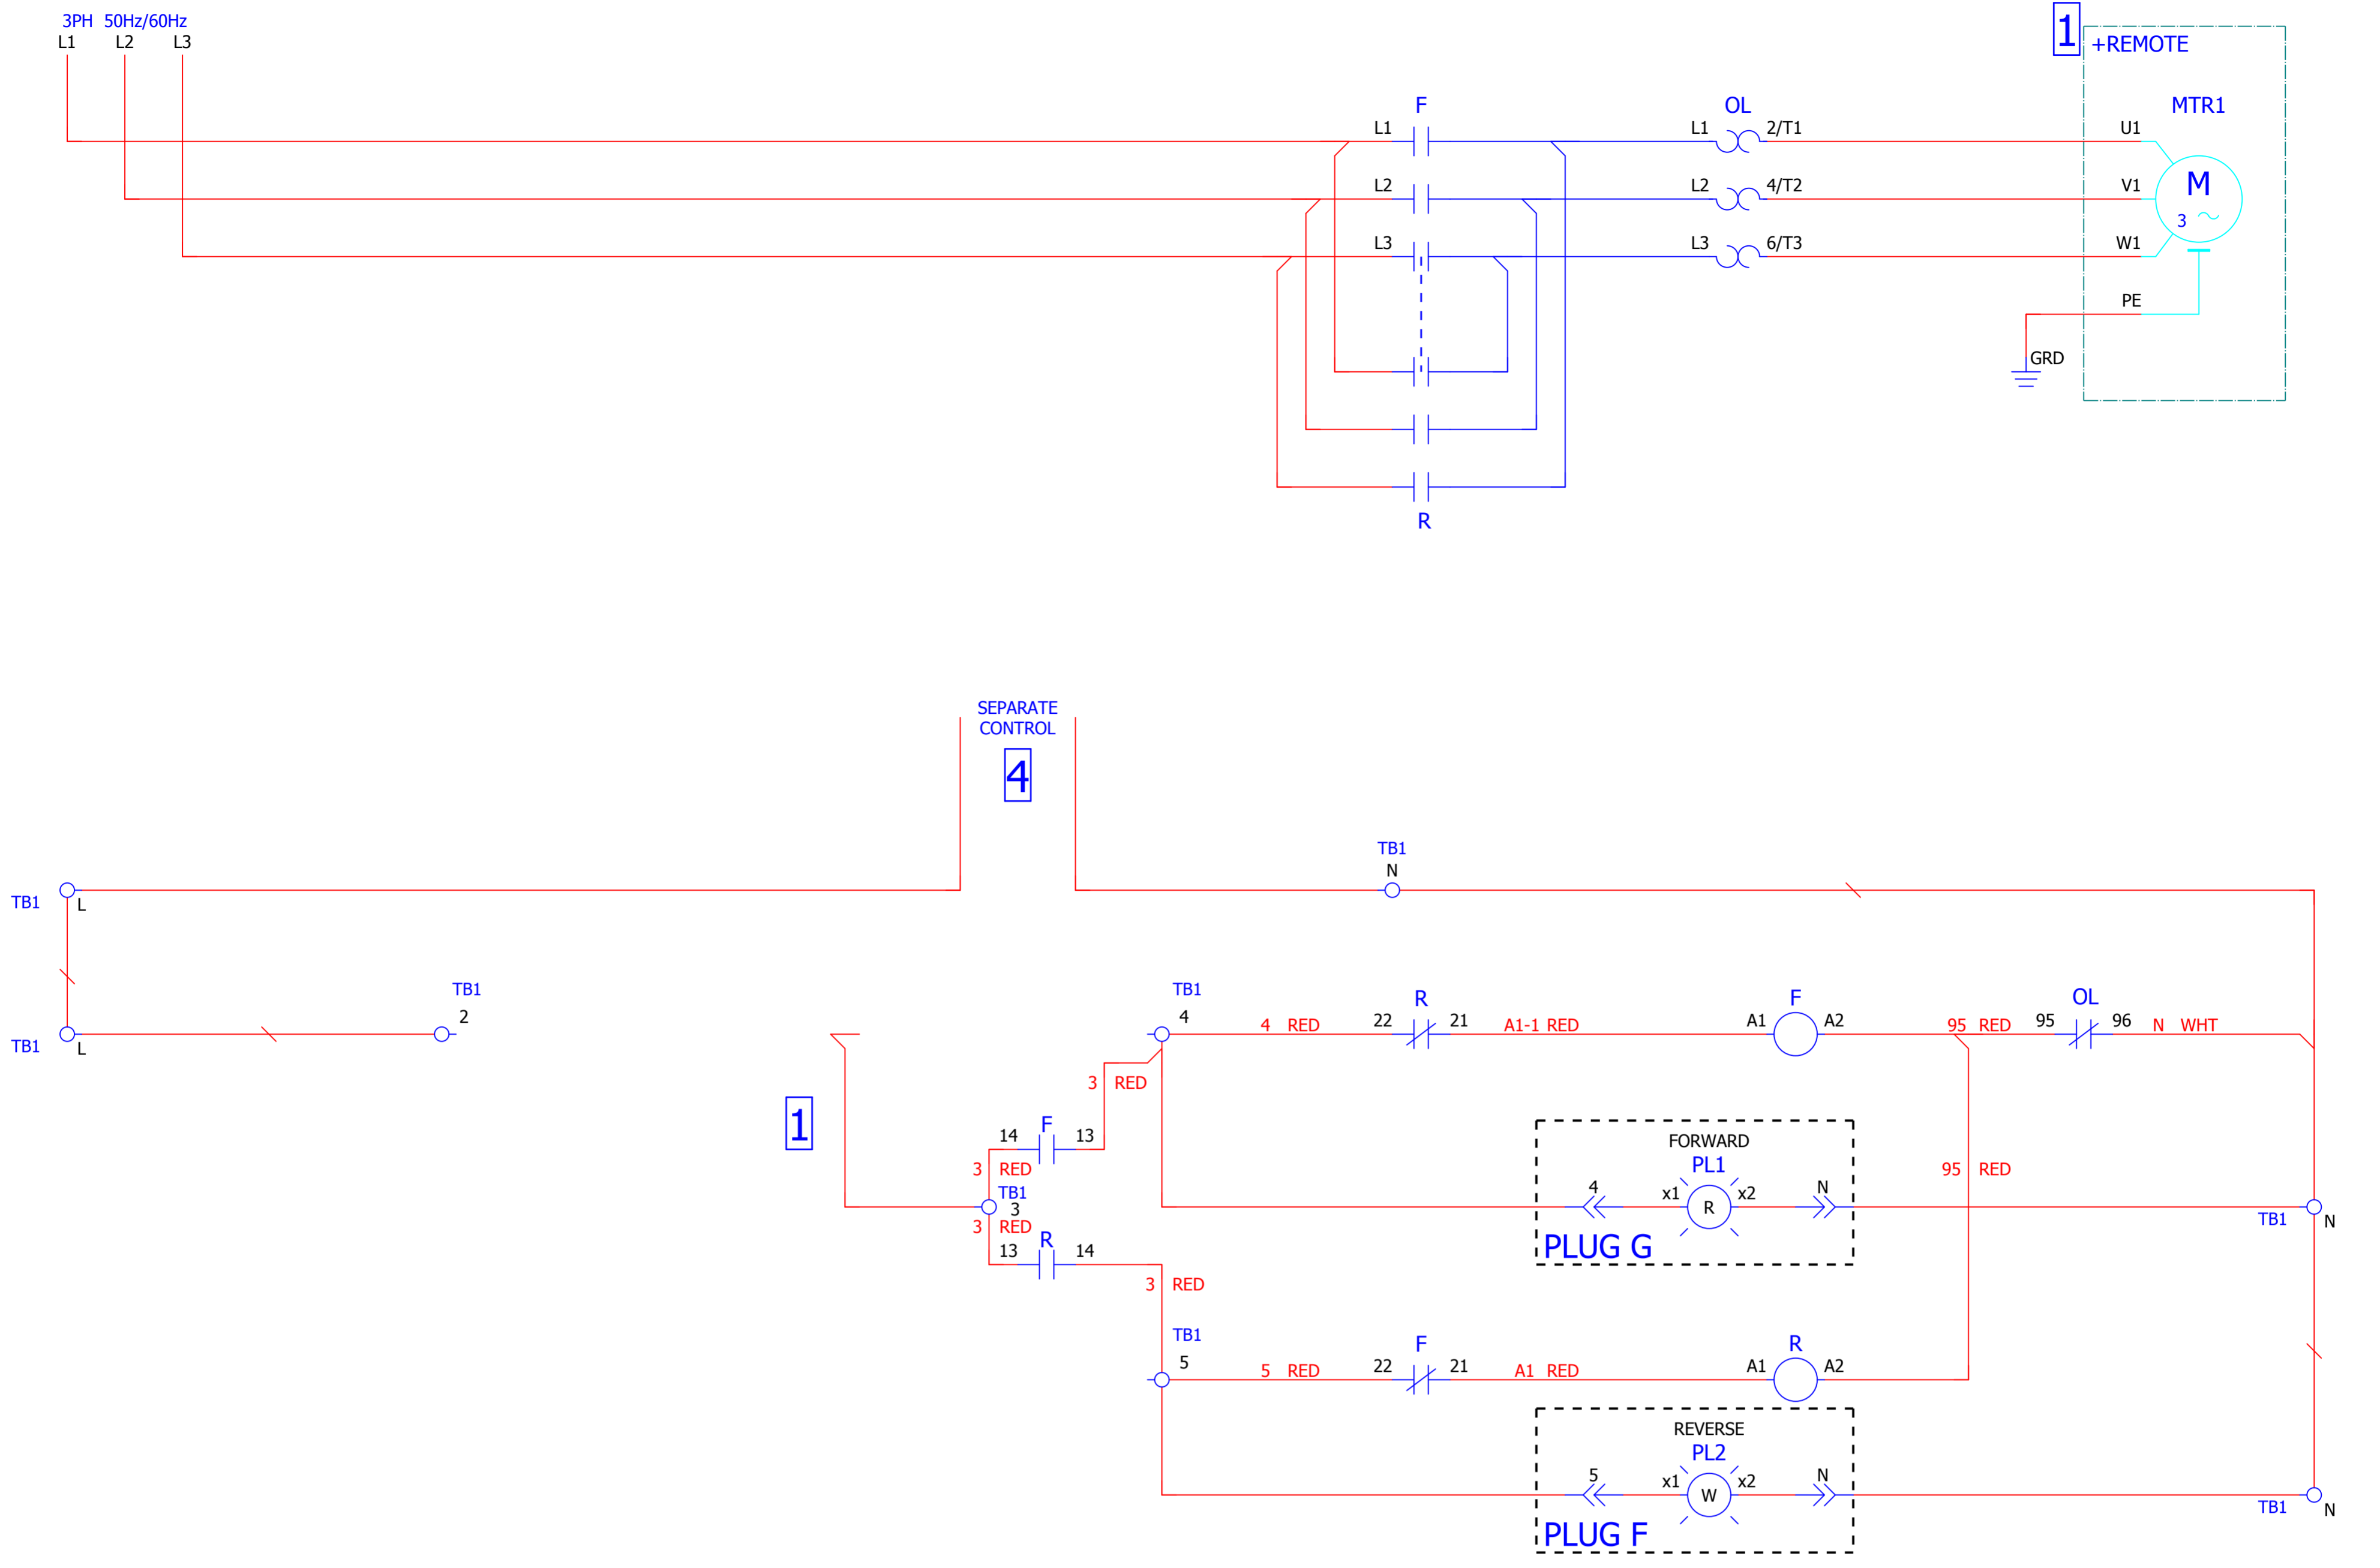 3PH 50Hz/60Hz
L1 L2 L3
1
+REMOTE
F OL MTR1
L1 L1 2/T1 U1
L2 L2 4/T2 V1
M
3
L3 L3 6/T3 W1
PE
GRD
R
SEPARATE
CONTROL
4
TB1
N
TB1 L
TB1
2
TB1 L
TB1
4
4 RED
R
22 21
A1-1 RED
F
A1 A2
95 RED
OL
95 96
N WHT
3 RED
1
F
14 13
3 RED
TB1
3
3 RED
R
13 14
3 RED
FORWARD
PL1
4 x1 R x2 N
PLUG G
95 RED
TB1 N
TB1
5
5 RED
F
22 21
A1 RED
R
A1 A2
REVERSE
PL2
5 x1 W x2 N
PLUG F
TB1 N